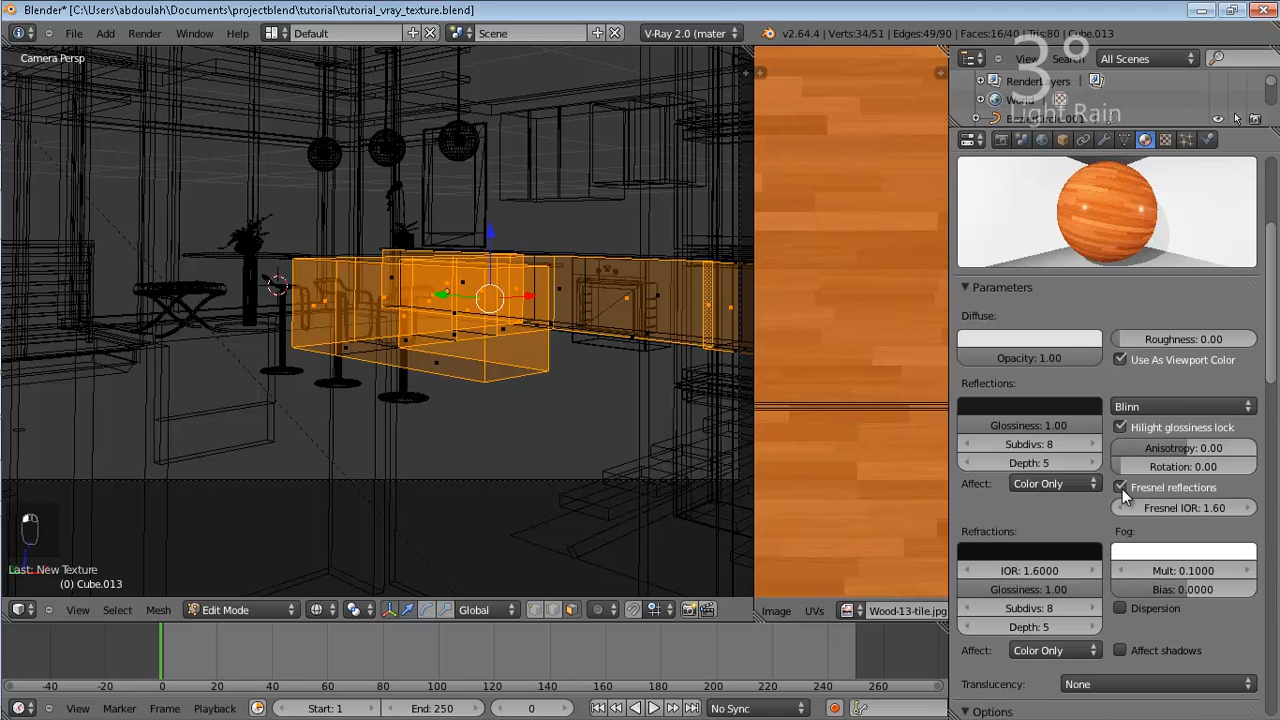 Blender* [C:\Users\abdoulah\Documents\projectblend\tutorial\tutorial_vray_texture.blend]
File Add Render Window Help Default Scene V-Ray 2.0 (mater v2.64.4 | Verts:34/51 | Edges:49/90 | Faces:16/40 | Tris:80 | Cube.013
3°
Light Rain
View Search All Scenes
RenderLayers |
World
Camera Persp
Parameters
Diffuse:
Roughness: 0.00
Opacity: 1.00
Use As Viewport Color
Reflections:
Blinn
Glossiness: 1.00
Hilight glossiness lock
Subdivs: 8
Anisotropy: 0.00
Depth: 5
Rotation: 0.00
Affect: Color Only
Fresnel reflections
Fresnel IOR: 1.60
Refractions:
Fog:
IOR: 1.6000
Mult: 0.1000
Glossiness: 1.00
Bias: 0.0000
Subdivs: 8
Dispersion
Depth: 5
Affect: Color Only
Affect shadows
Translucency: None
Options
Last: New Texture
(0) Cube.013
View Select Mesh Edit Mode Global
Image UVs Wood-13-tile.jpg
-40 -20 0 20 40 60 80 100 120 140 160 180 200 220 240 260
View Marker Frame Playback Start: 1 End: 250 0 No Sync